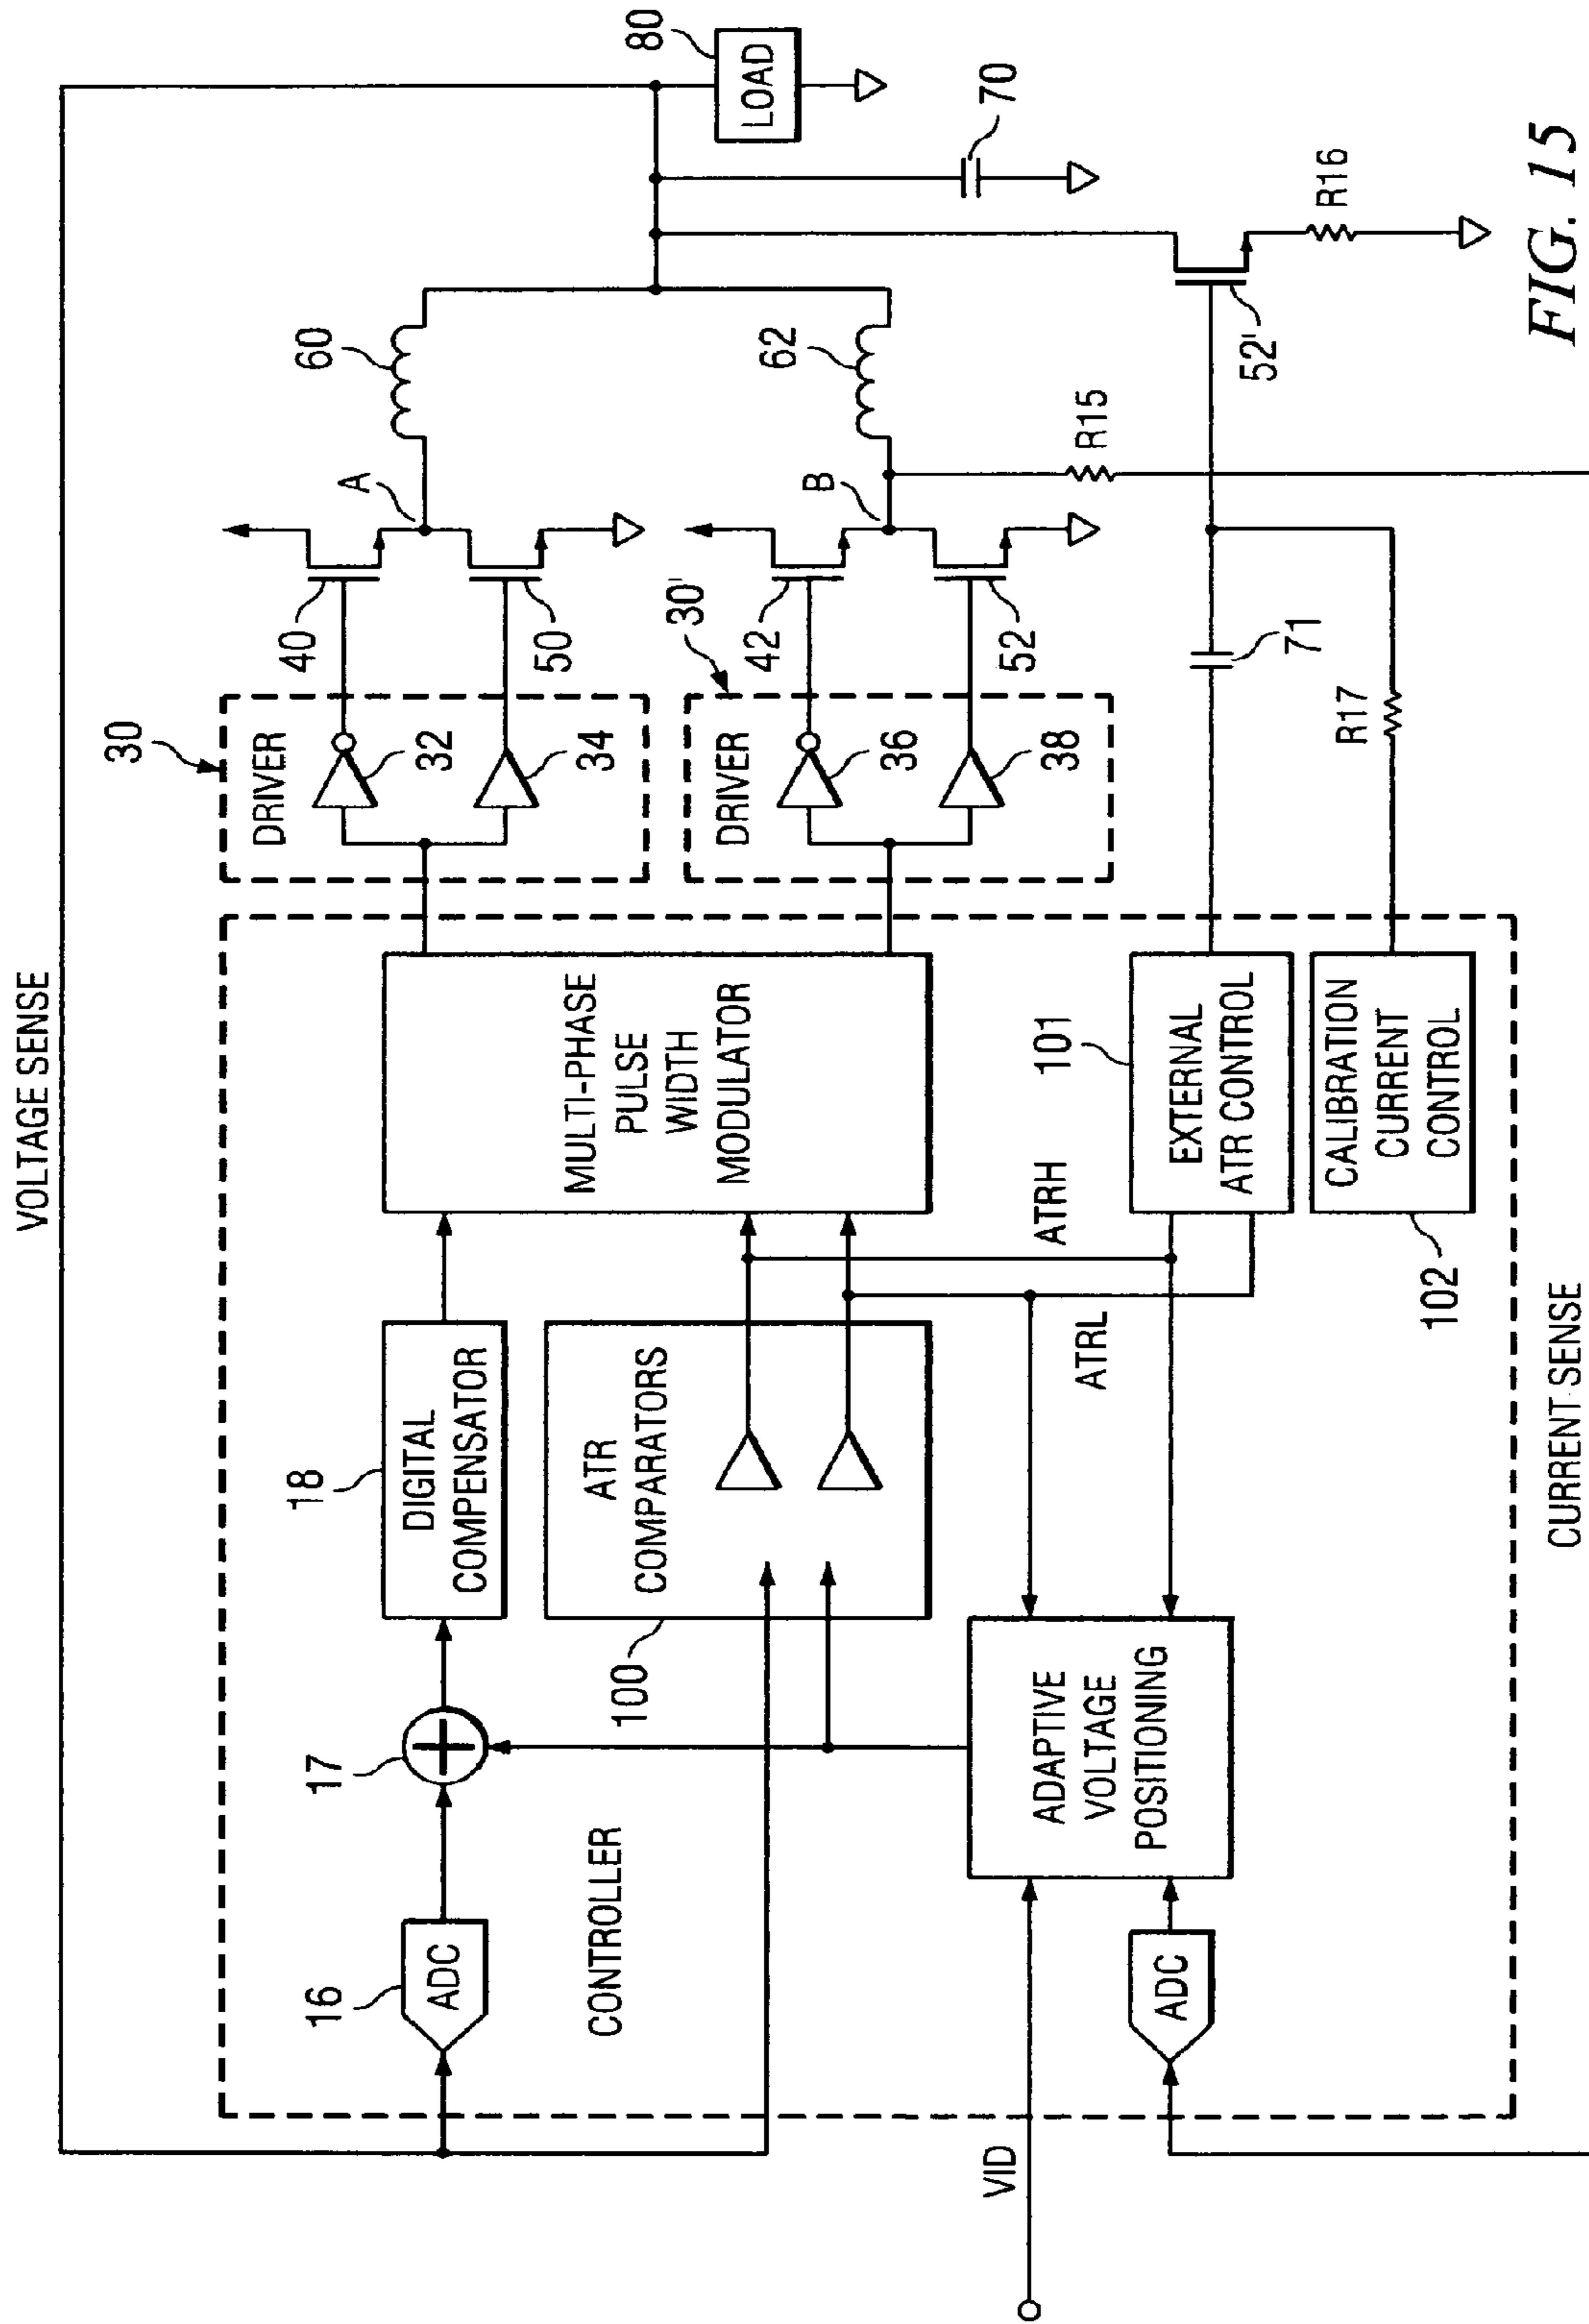 VOLTAGE SENSE
30
DRIVER
32
34
40
50
A
60
80
LOAD
70
30'
DRIVER
36
38
42
52
B
62
R15
52'
R16
71
R17
16
ADC
17
18
DIGITAL
COMPENSATOR
MULTI-PHASE
PULSE
WIDTH
MODULATOR
CONTROLLER
100
ATR
COMPARATORS
ATRH
ATRL
101
EXTERNAL
ATR CONTROL
CALIBRATION
CURRENT
CONTROL
102
ADAPTIVE
VOLTAGE
POSITIONING
VID
ADC
CURRENT SENSE
FIG. 15